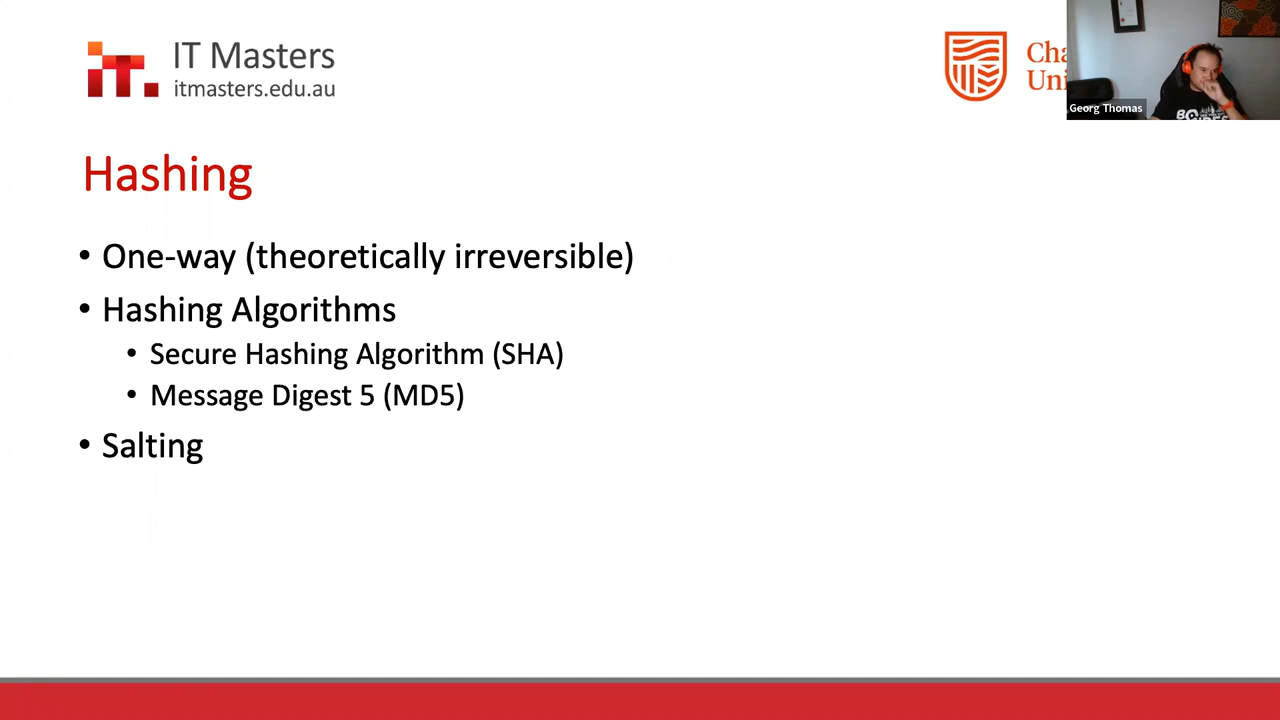 IT Masters
itmasters.edu.au
Georg Thomas
Hashing
• One-way (theoretically irreversible)
• Hashing Algorithms
• Secure Hashing Algorithm (SHA)
• Message Digest 5 (MD5)
• Salting